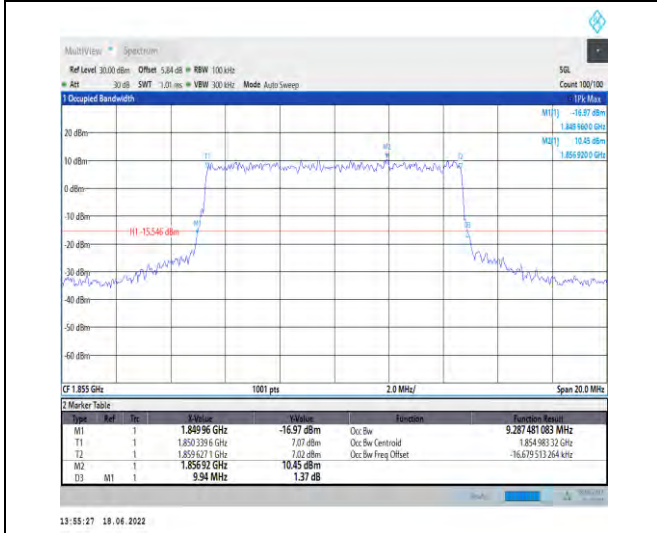 MultiView Spectrum
Ref Level 30.00 dBm Offset 5.84 dB RBW 100 kHz SGL
Att 30 dB SWT 1.01 ms VBW 300 kHz Mode Auto Sweep Count 100/100
1 Occupied Bandwidth 1Pk Max
M1(1) -16.97 dBm
1.849 960 0 GHz
M2(1) 10.45 dBm
1.856 920 0 GHz
20 dBm
10 dBm
0 dBm
-10 dBm
H1 -15.546 dBm
-20 dBm
-30 dBm
-40 dBm
-50 dBm
-60 dBm
T1
M2
T2
M1
CF 1.855 GHz 1001 pts 2.0 MHz/ Span 20.0 MHz
2 Marker Table
Type Ref Trc X-Value Y-Value Function Function Result
M1 1 1.849 96 GHz -16.97 dBm Occ Bw 9.287 481 083 MHz
T1 1 1.850 339 6 GHz 7.07 dBm Occ Bw Centroid 1.854 983 32 GHz
T2 1 1.859 627 1 GHz 7.02 dBm Occ Bw Freq Offset -16.679 513 264 kHz
M2 1 1.856 92 GHz 10.45 dBm
D3 M1 1 9.94 MHz 1.37 dB
13:55:27 18.06.2022